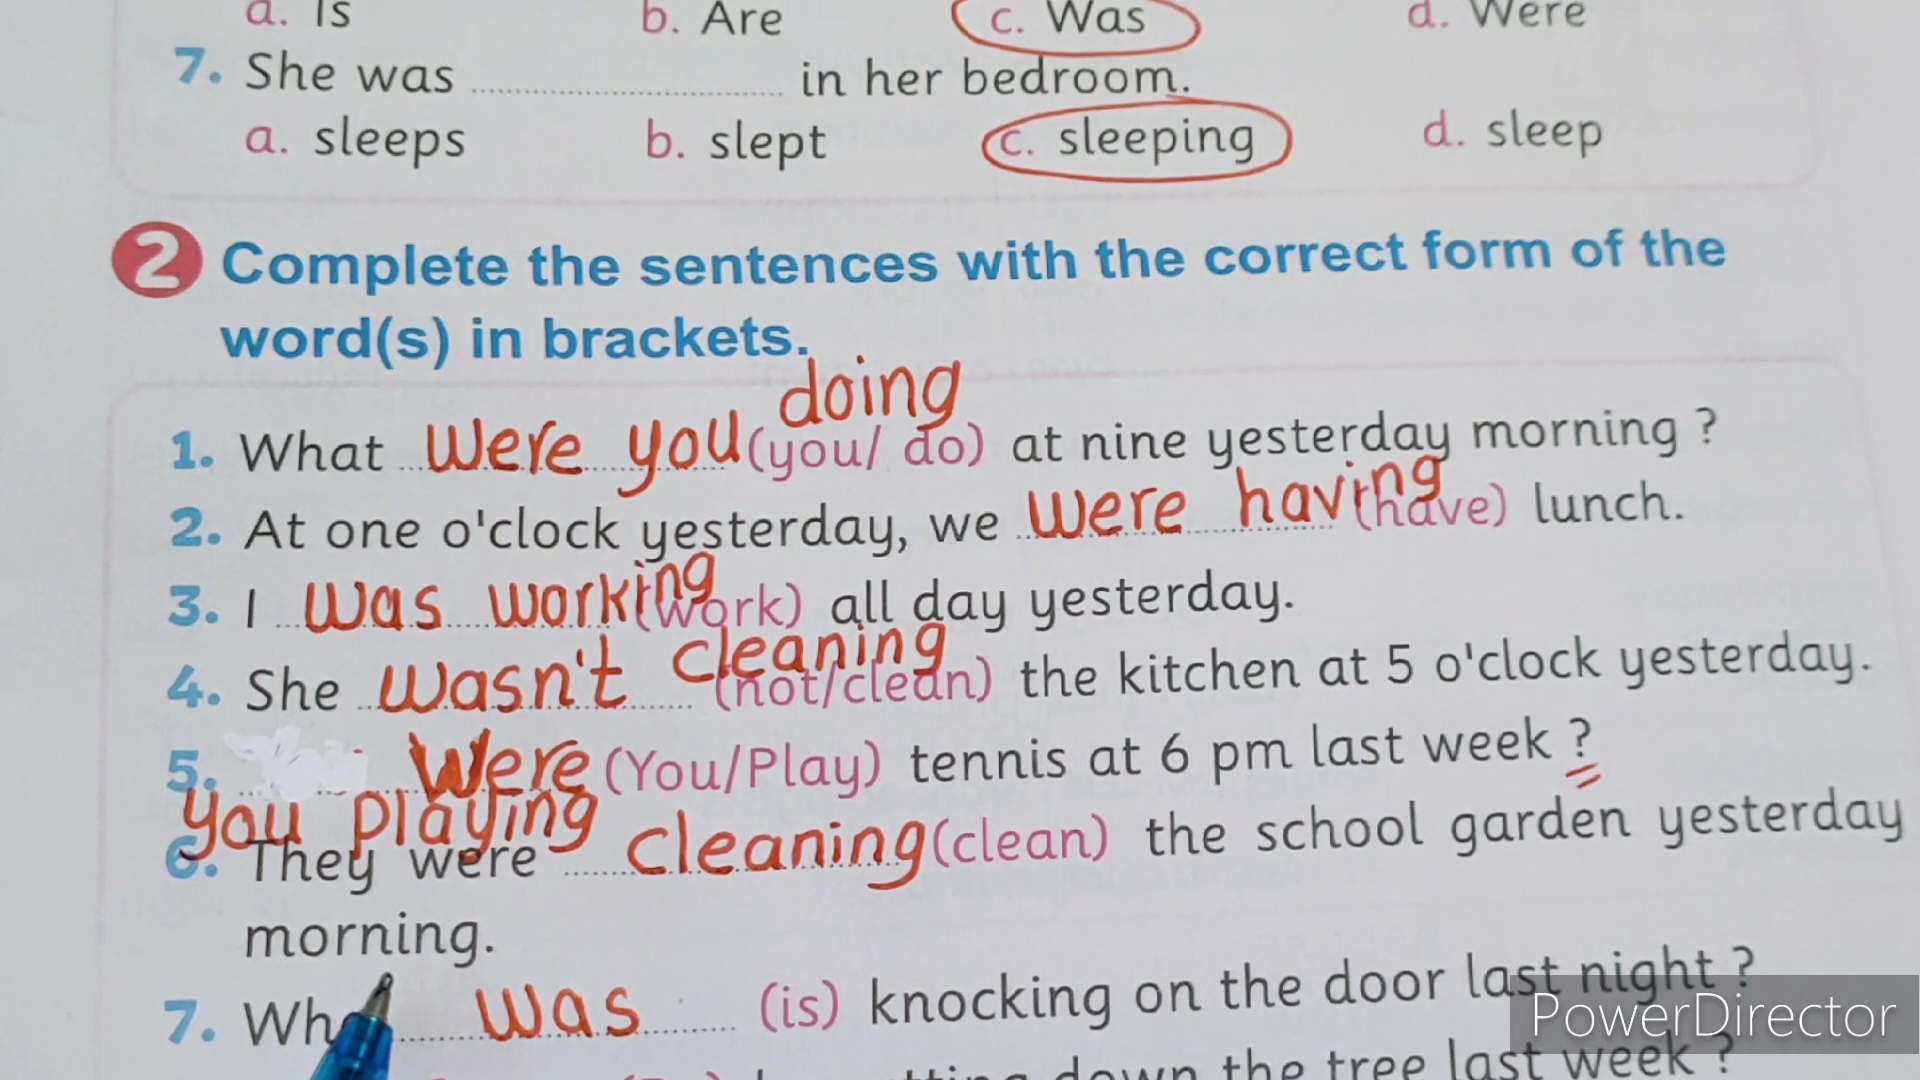 a. Is b. Are c. Was d. Were
7. She was ........ in her bedroom.
a. sleeps b. slept c. sleeping d. sleep
2 Complete the sentences with the correct form of the
word(s) in brackets.
doing
1. What were you (you/ do) at nine yesterday morning ?
2. At one o'clock yesterday, we were having (have) lunch.
3. I was working (work) all day yesterday.
4. She wasn't cleaning (not/clean) the kitchen at 5 o'clock yesterday.
5. Were (You/Play) tennis at 6 pm last week ?
you playing
6. They were cleaning (clean) the school garden yesterday
morning.
7. Wh was (is) knocking on the door last night ?
PowerDirector
down the tree last week ?